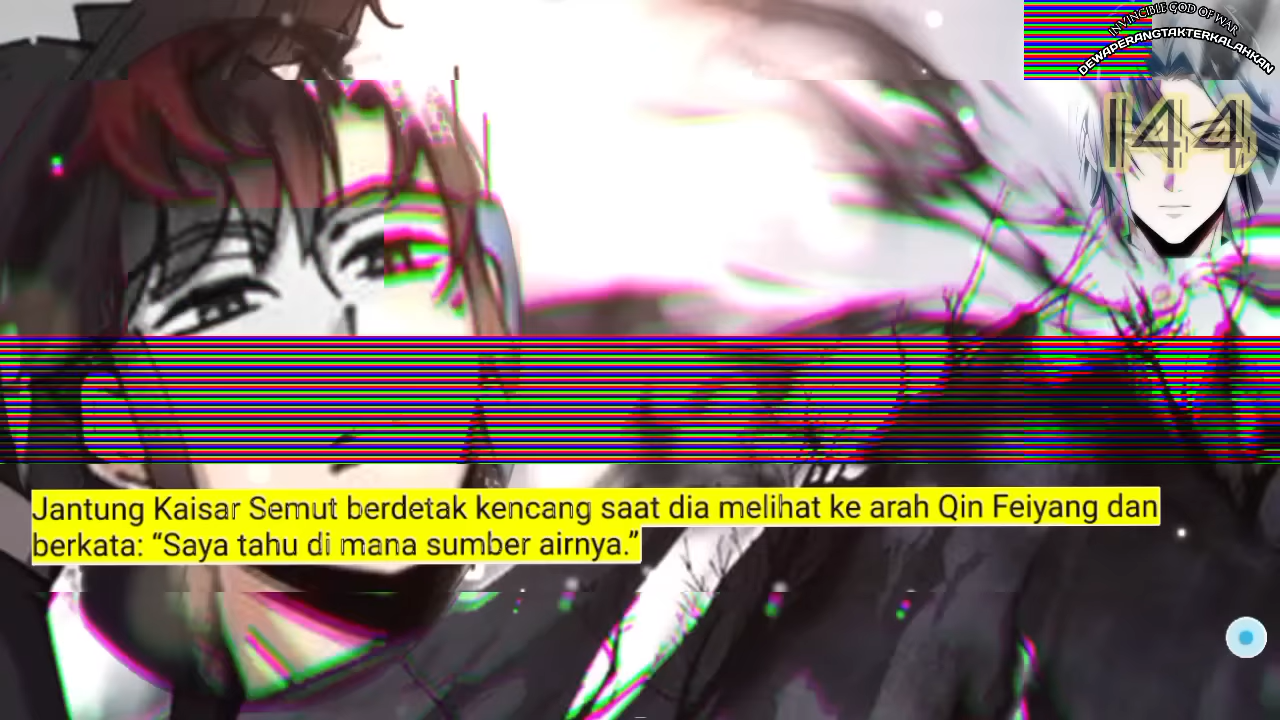 INVINCIBLE GOD OF WAR
DEWAPERANGTAKTERKALAHKAN
144
Jantung Kaisar Semut berdetak kencang saat dia melihat ke arah Qin Feiyang dan
berkata: “Saya tahu di mana sumber airnya.”